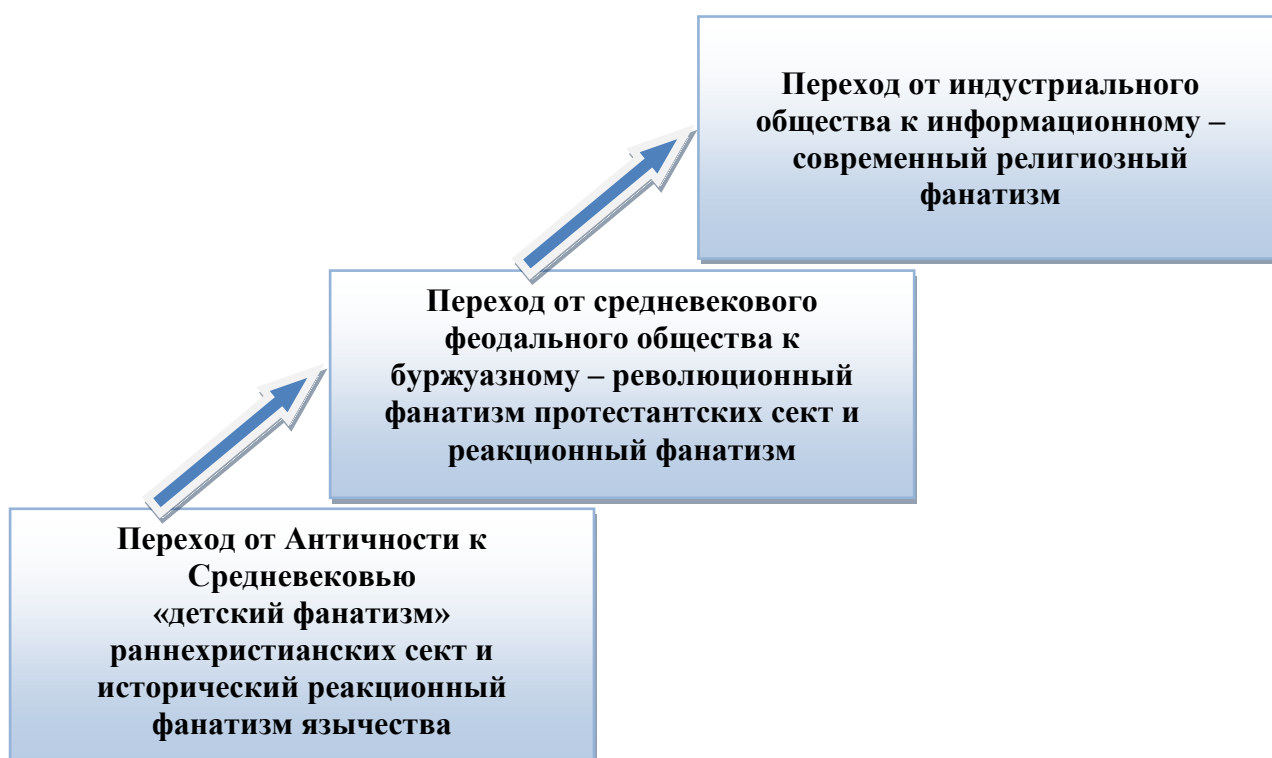 Переход от индустриального
общества к информационному –
современный религиозный
фанатизм
Переход от средневекового
феодального общества к
буржуазному – революционный
фанатизм протестантских сект и
реакционный фанатизм
Переход от Античности к
Средневековью
«детский фанатизм»
раннехристианских сект и
исторический реакционный
фанатизм язычества